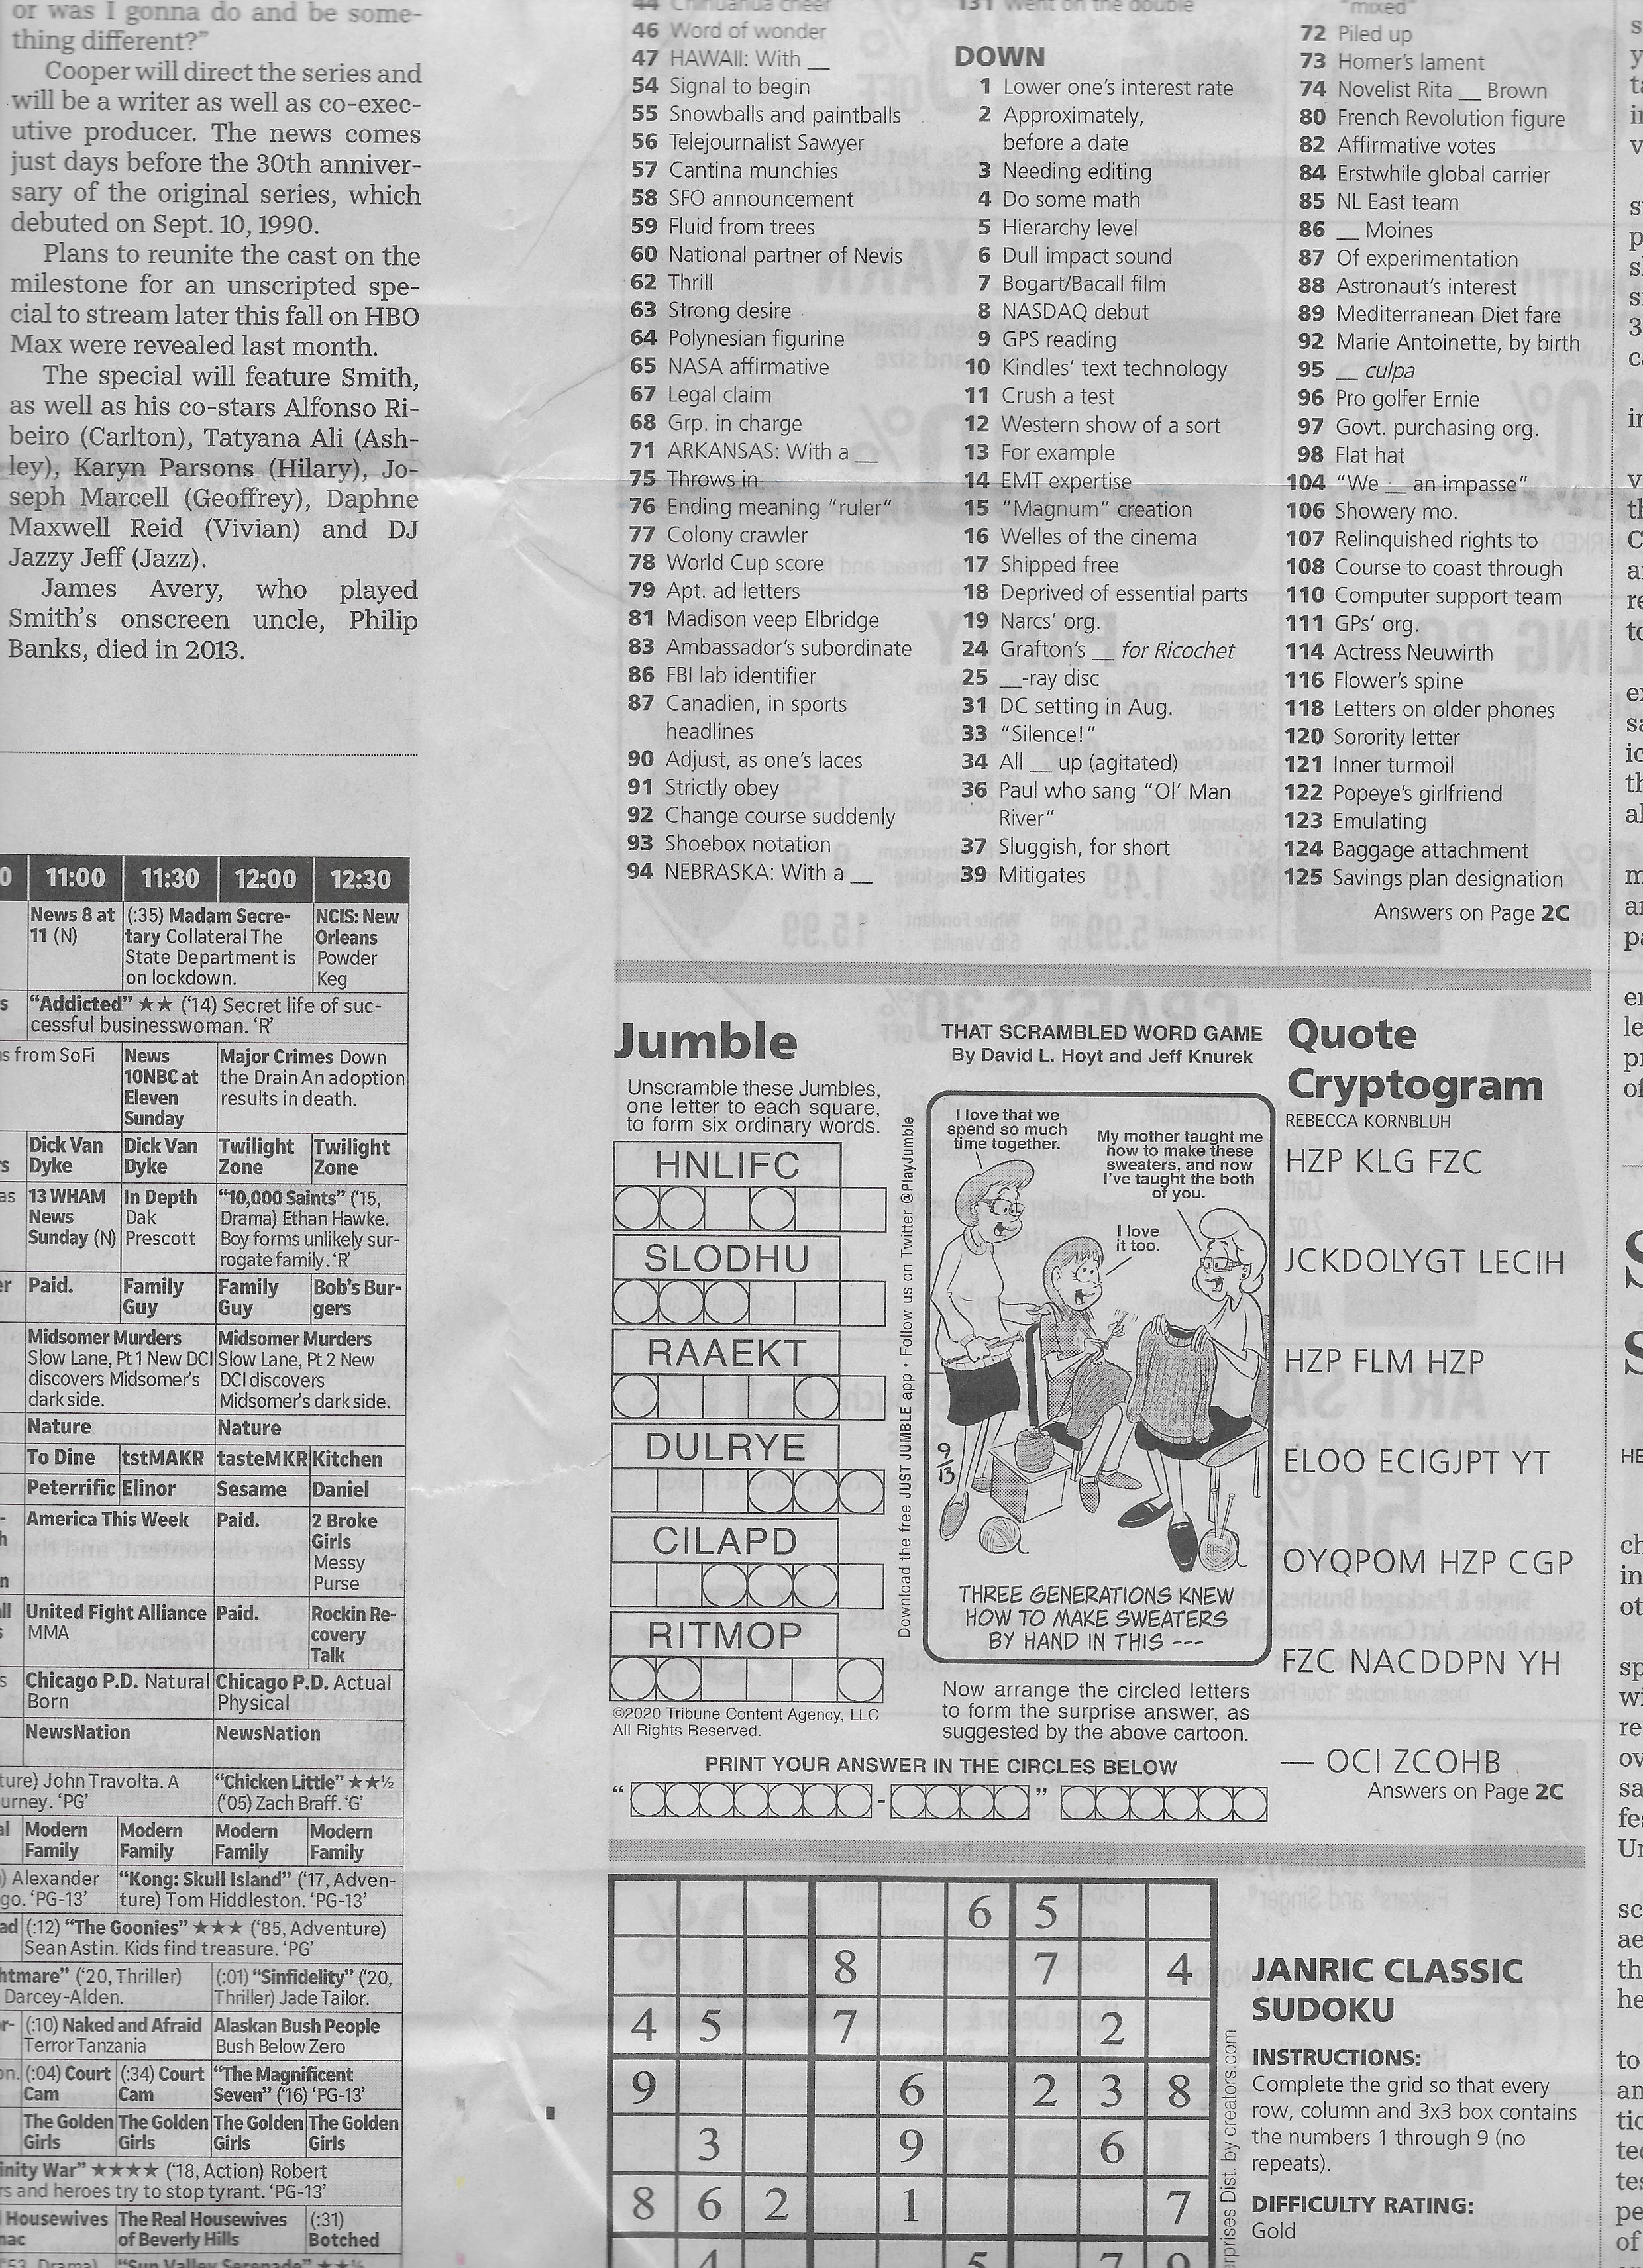 or was I gonna do and be some-
thing different?"
Cooper will direct the series and
will be a writer as well as co-exec-
utive producer. The news comes
just days before the 30th anniver-
sary of the original series, which
debuted on Sept. 10, 1990.
Plans to reunite the cast on the
milestone for an unscripted spe-
cial to stream later this fall on HBO
Max were revealed last month.
The special will feature Smith,
as well as his co-stars Alfonso Ri-
beiro (Carlton), Tatyana Ali (Ash-
ley), Karyn Parsons (Hilary), Jo-
seph Marcell (Geoffrey), Daphne
Maxwell Reid (Vivian) and DJ
Jazzy Jeff (Jazz).
James Avery, who played
Smith's onscreen uncle, Philip
Banks, died in 2013.
11:00 11:30 12:00 12:30
News 8 at
11 (N)
(:35) Madam Secre-
tary Collateral The
State Department is
on lockdown.
NCIS: New
Orleans
Powder
Keg
"Addicted" ★★ ('14) Secret life of suc-
cessful businesswoman. 'R'
from SoFi
News
10NBC at
Eleven
Sunday
Major Crimes Down
the Drain An adoption
results in death.
Dick Van
Dyke
Dick Van
Dyke
Twilight
Zone
Twilight
Zone
13 WHAM
News
Sunday (N)
In Depth
Dak
Prescott
"10,000 Saints" ('15,
Drama) Ethan Hawke.
Boy forms unlikely sur-
rogate family. 'R'
Paid.
Family
Guy
Family
Guy
Bob's Bur-
gers
Midsomer Murders
Slow Lane, Pt 1 New DCI
discovers Midsomer's
dark side.
Midsomer Murders
Slow Lane, Pt 2 New
DCI discovers
Midsomer's dark side.
Nature
Nature
To Dine
tstMAKR
tasteMKR
Kitchen
Peterrific
Elinor
Sesame
Daniel
America This Week
Paid.
2 Broke
Girls
Messy
Purse
United Fight Alliance
MMA
Paid.
Rockin Re-
covery
Talk
Chicago P.D. Natural
Born
Chicago P.D. Actual
Physical
NewsNation
NewsNation
John Travolta. A
'PG'
"Chicken Little" ★★½
('05) Zach Braff. 'G'
Modern
Family
Modern
Family
Modern
Family
Modern
Family
Alexander
'PG-13'
"Kong: Skull Island" ('17, Adven-
ture) Tom Hiddleston. 'PG-13'
(:12) "The Goonies" ★★★ ('85, Adventure)
Sean Astin. Kids find treasure. 'PG'
('20, Thriller)
Darcey-Alden.
(:01) "Sinfidelity" ('20,
Thriller) Jade Tailor.
(:10) Naked and Afraid
Terror Tanzania
Alaskan Bush People
Bush Below Zero
(:04) Court
Cam
(:34) Court
Cam
"The Magnificent
Seven" ('16) 'PG-13'
The Golden
Girls
The Golden
Girls
The Golden
Girls
The Golden
Girls
War" ★★★★ ('18, Action) Robert
and heroes try to stop tyrant. 'PG-13'
Housewives
The Real Housewives
of Beverly Hills
(:31)
Botched
44 Chihuahua cheer
46 Word of wonder
47 HAWAII: With __
54 Signal to begin
55 Snowballs and paintballs
56 Telejournalist Sawyer
57 Cantina munchies
58 SFO announcement
59 Fluid from trees
60 National partner of Nevis
62 Thrill
63 Strong desire
64 Polynesian figurine
65 NASA affirmative
67 Legal claim
68 Grp. in charge
71 ARKANSAS: With a __
75 Throws in
76 Ending meaning "ruler"
77 Colony crawler
78 World Cup score
79 Apt. ad letters
81 Madison veep Elbridge
83 Ambassador's subordinate
86 FBI lab identifier
87 Canadien, in sports
headlines
90 Adjust, as one's laces
91 Strictly obey
92 Change course suddenly
93 Shoebox notation
94 NEBRASKA: With a __
131 Went on the double
DOWN
1 Lower one's interest rate
2 Approximately,
before a date
3 Needing editing
4 Do some math
5 Hierarchy level
6 Dull impact sound
7 Bogart/Bacall film
8 NASDAQ debut
9 GPS reading
10 Kindles' text technology
11 Crush a test
12 Western show of a sort
13 For example
14 EMT expertise
15 "Magnum" creation
16 Welles of the cinema
17 Shipped free
18 Deprived of essential parts
19 Narcs' org.
24 Grafton's __ for Ricochet
25 __-ray disc
31 DC setting in Aug.
33 "Silence!"
34 All __ up (agitated)
36 Paul who sang "Ol' Man
River"
37 Sluggish, for short
39 Mitigates
"mixed"
72 Piled up
73 Homer's lament
74 Novelist Rita __ Brown
80 French Revolution figure
82 Affirmative votes
84 Erstwhile global carrier
85 NL East team
86 __ Moines
87 Of experimentation
88 Astronaut's interest
89 Mediterranean Diet fare
92 Marie Antoinette, by birth
95 __ culpa
96 Pro golfer Ernie
97 Govt. purchasing org.
98 Flat hat
104 "We __ an impasse"
106 Showery mo.
107 Relinquished rights to
108 Course to coast through
110 Computer support team
111 GPs' org.
114 Actress Neuwirth
116 Flower's spine
118 Letters on older phones
120 Sorority letter
121 Inner turmoil
122 Popeye's girlfriend
123 Emulating
124 Baggage attachment
125 Savings plan designation
Answers on Page 2C
Jumble
THAT SCRAMBLED WORD GAME
By David L. Hoyt and Jeff Knurek
Unscramble these Jumbles,
one letter to each square,
to form six ordinary words.
HNLIFC
SLODHU
RAAEKT
DULRYE
CILAPD
RITMOP
©2020 Tribune Content Agency, LLC
All Rights Reserved.
Download the free JUST JUMBLE app • Follow us on Twitter @PlayJumble
I love that we
spend so much
time together.
My mother taught me
how to make these
sweaters, and now
I've taught the both
of you.
I love
it too.
9/13
THREE GENERATIONS KNEW
HOW TO MAKE SWEATERS
BY HAND IN THIS ---
Now arrange the circled letters
to form the surprise answer, as
suggested by the above cartoon.
PRINT YOUR ANSWER IN THE CIRCLES BELOW
" - "
Quote
Cryptogram
REBECCA KORNBLUH
HZP KLG FZC
JCKDOLYGT LECIH
HZP FLM HZP
ELOO ECIGJPT YT
OYQPOM HZP CGP
FZC NACDDPN YH
— OCI ZCOHB
Answers on Page 2C
6 5
8 7 4
4 5 7 2
9 6 2 3 8
3 9 6
8 6 2 1 7
4 5 7 9
Dist. by creators.com
JANRIC CLASSIC
SUDOKU
INSTRUCTIONS:
Complete the grid so that every
row, column and 3x3 box contains
the numbers 1 through 9 (no
repeats).
DIFFICULTY RATING:
Gold